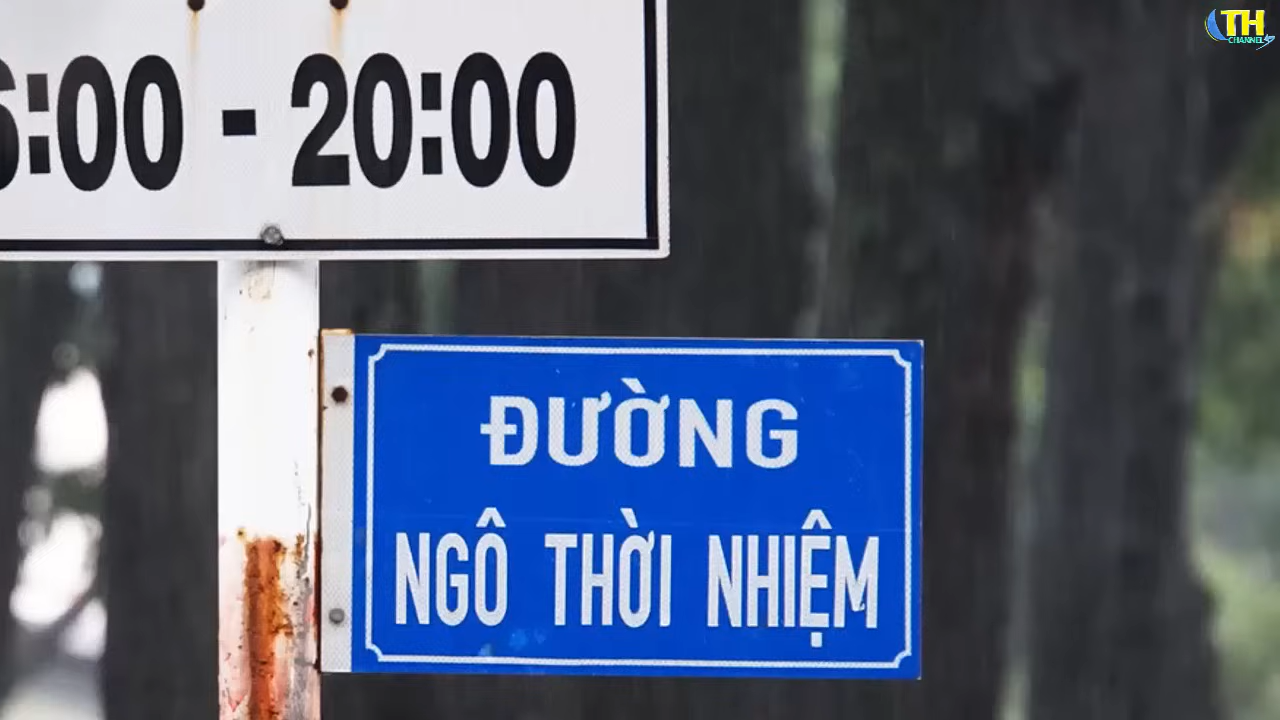 :00 - 20:00
ĐƯỜNG
NGÔ THỜI NHIỆM
TH
CHANNEL